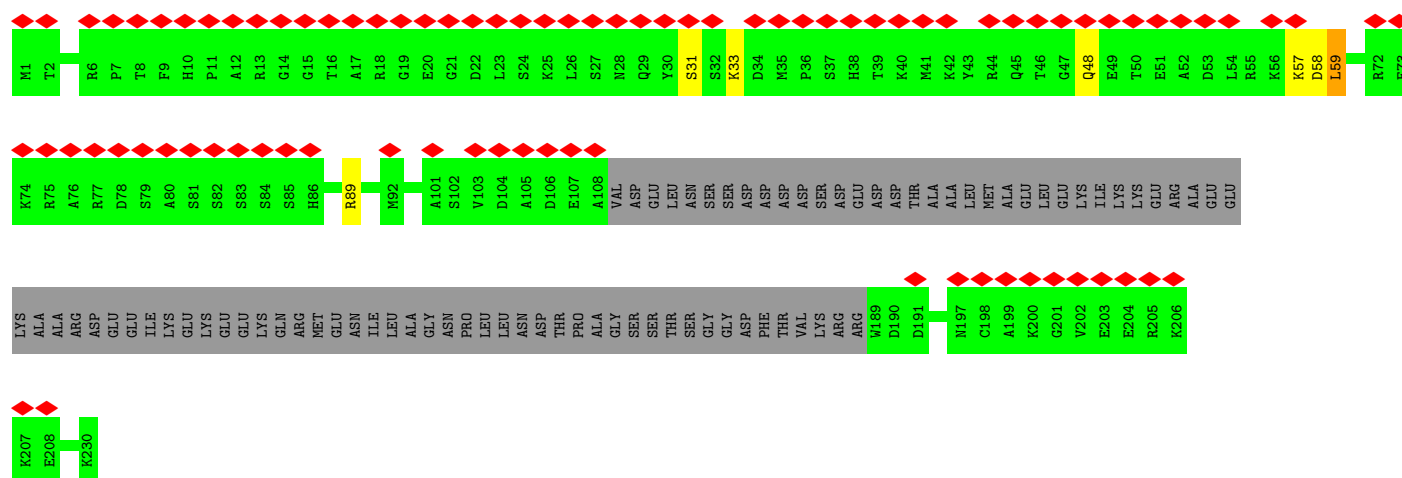 M1 T2 R6 P7 T8 F9 H10 P11 A12 R13 G14 G15 T16 A17 R18 G19 E20 G21 D22 L23 S24 K25 L26 S27 N28 Q29 Y30 S31 S32 K33 D34 M35 P36 S37 H38 T39 K40 M41 K42 Y43 R44 Q45 T46 G47 Q48 E49 T50 E51 A52 D53 L54 R55 K56 K57 D58 L59 R72 E73
K74 R75 A76 R77 D78 S79 A80 S81 S82 S83 S84 S85 H86 R89 M92 A101 S102 V103 D104 A105 D106 E107 A108 VAL ASP GLU LEU ASN SER SER ASP ASP ASP ASP SER ASP GLU ASP ASP THR ALA ALA LEU MET ALA GLU LEU GLU LYS ILE LYS LYS GLU ARG ALA GLU GLU
LYS ALA ALA ARG ASP GLU GLU ILE LYS GLU LYS GLU GLU LYS GLN ARG MET GLU ASN ILE LEU ALA GLY ASN PRO LEU LEU ASN ASP THR PRO ALA GLY SER SER THR SER GLY GLY ASP PHE THR VAL LYS ARG ARG W189 D190 D191 N197 C198 A199 K200 G201 V202 E203 E204 R205 K206
K207 E208 K230